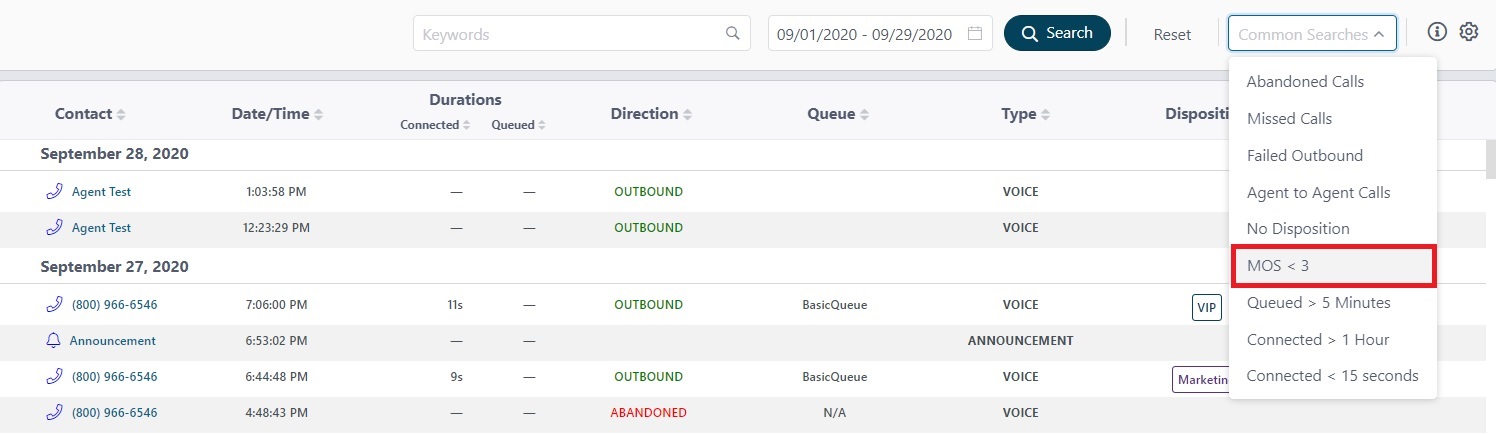 Keywords 09/01/2020 - 09/29/2020 Search Reset Common Searches
Abandoned Calls
Missed Calls
Failed Outbound
Agent to Agent Calls
No Disposition
MOS < 3
Queued > 5 Minutes
Connected > 1 Hour
Connected < 15 seconds
Contact Date/Time Durations Direction Queue Type
Connected Queued
September 28, 2020
Agent Test 1:03:58 PM — — OUTBOUND VOICE
Agent Test 12:23:29 PM — — OUTBOUND VOICE
September 27, 2020
(800) 966-6546 7:06:00 PM 11s — OUTBOUND BasicQueue VOICE VIP
Announcement 6:53:02 PM — — ANNOUNCEMENT
(800) 966-6546 6:44:48 PM 9s — OUTBOUND BasicQueue VOICE Marketing
(800) 966-6546 4:48:43 PM — — ABANDONED N/A VOICE